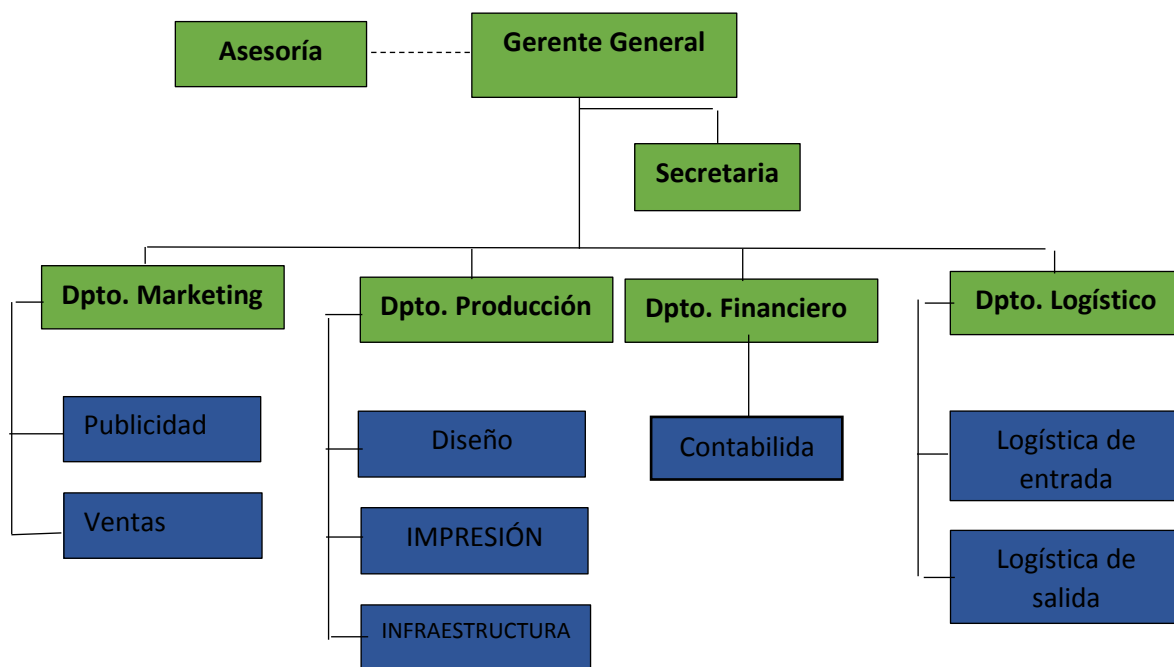 Asesoría
Gerente General
Secretaria
Dpto. Marketing
Dpto. Producción
Dpto. Financiero
Dpto. Logístico
Publicidad
Ventas
Diseño
IMPRESIÓN
INFRAESTRUCTURA
Contabilida
Logística de
entrada
Logística de
salida